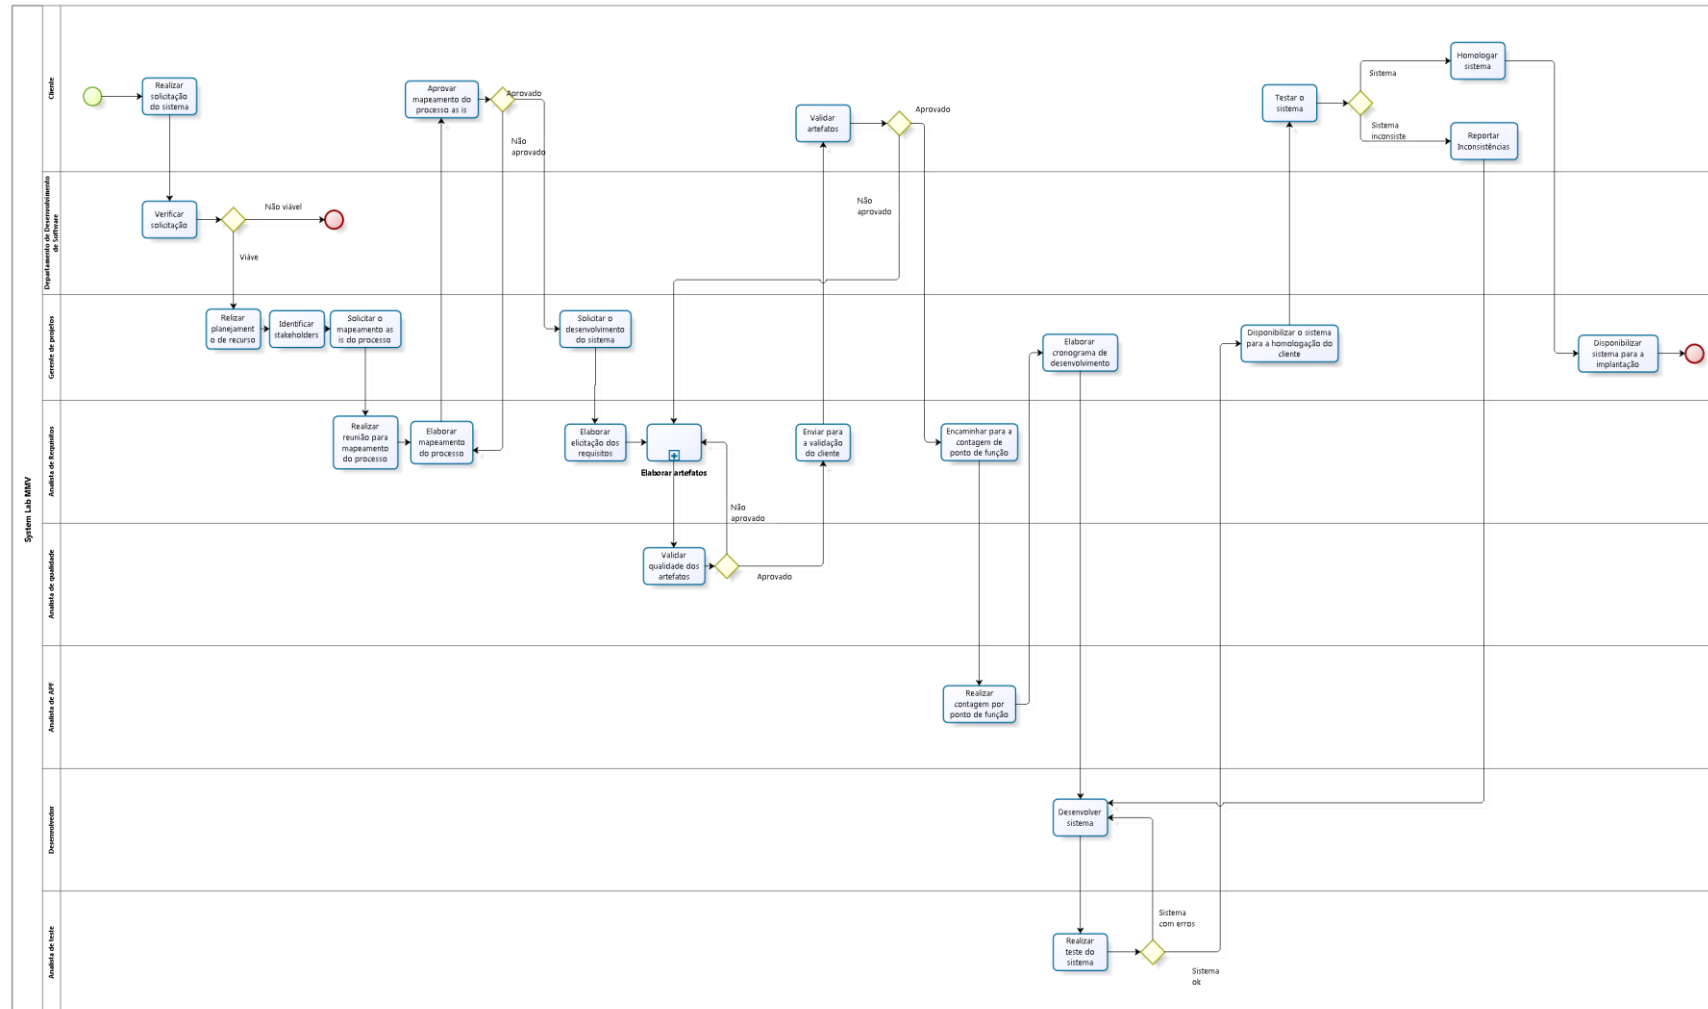 System Lab MMV
Cliente
Realizar
solicitação
do sistema
Aprovar
mapeamento do
processo as is
Aprovado
Não
aprovado
Validar
artefatos
Aprovado
Não
aprovado
Testar o
sistema
Sistema
Sistema
inconsiste
Homologar
sistema
Reportar
Inconsistências
Departamento de Desenvolvimento
de Software
Verificar
solicitação
Não viável
Viáve
Gerente de projetos
Relizar
planejament
o de recurso
Identificar
stakeholders
Solicitar o
mapeamento as
is do processo
Solicitar o
desenvolvimento
do sistema
Elaborar
cronograma de
desenvolvimento
Disponibilizar o sistema
para a homologação do
cliente
Disponibilizar
sistema para a
implantação
Analista de Requisitos
Realizar
reunião para
mapeamento
do processo
Elaborar
mapeamento
do processo
Elaborar
elicitação dos
requisitos
Elaborar artefatos
Enviar para
a validação
do cliente
Encaminhar para a
contagem de
ponto de função
Não
aprovado
Analista de qualidade
Validar
qualidade dos
artefatos
Aprovado
Analista de APF
Realizar
contagem por
ponto de função
Desenvolvedor
Desenvolver
sistema
Analista de teste
Realizar
teste do
sistema
Sistema
com erros
Sistema
ok